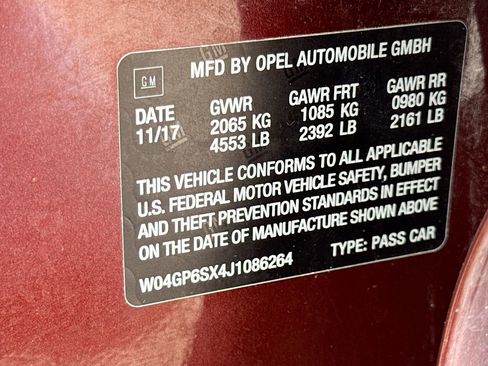 MFD BY OPEL AUTOMOBILE GMBH
GM
DATE GVWR GAWR FRT GAWR RR
11/17 2065 KG 1085 KG 0980 KG
4553 LB 2392 LB 2161 LB
THIS VEHICLE CONFORMS TO ALL APPLICABLE
U.S. FEDERAL MOTOR VEHICLE SAFETY, BUMPER
AND THEFT PREVENTION STANDARDS IN EFFECT
ON THE DATE OF MANUFACTURE SHOWN ABOVE
W04GP6SX4J1086264 TYPE: PASS CAR